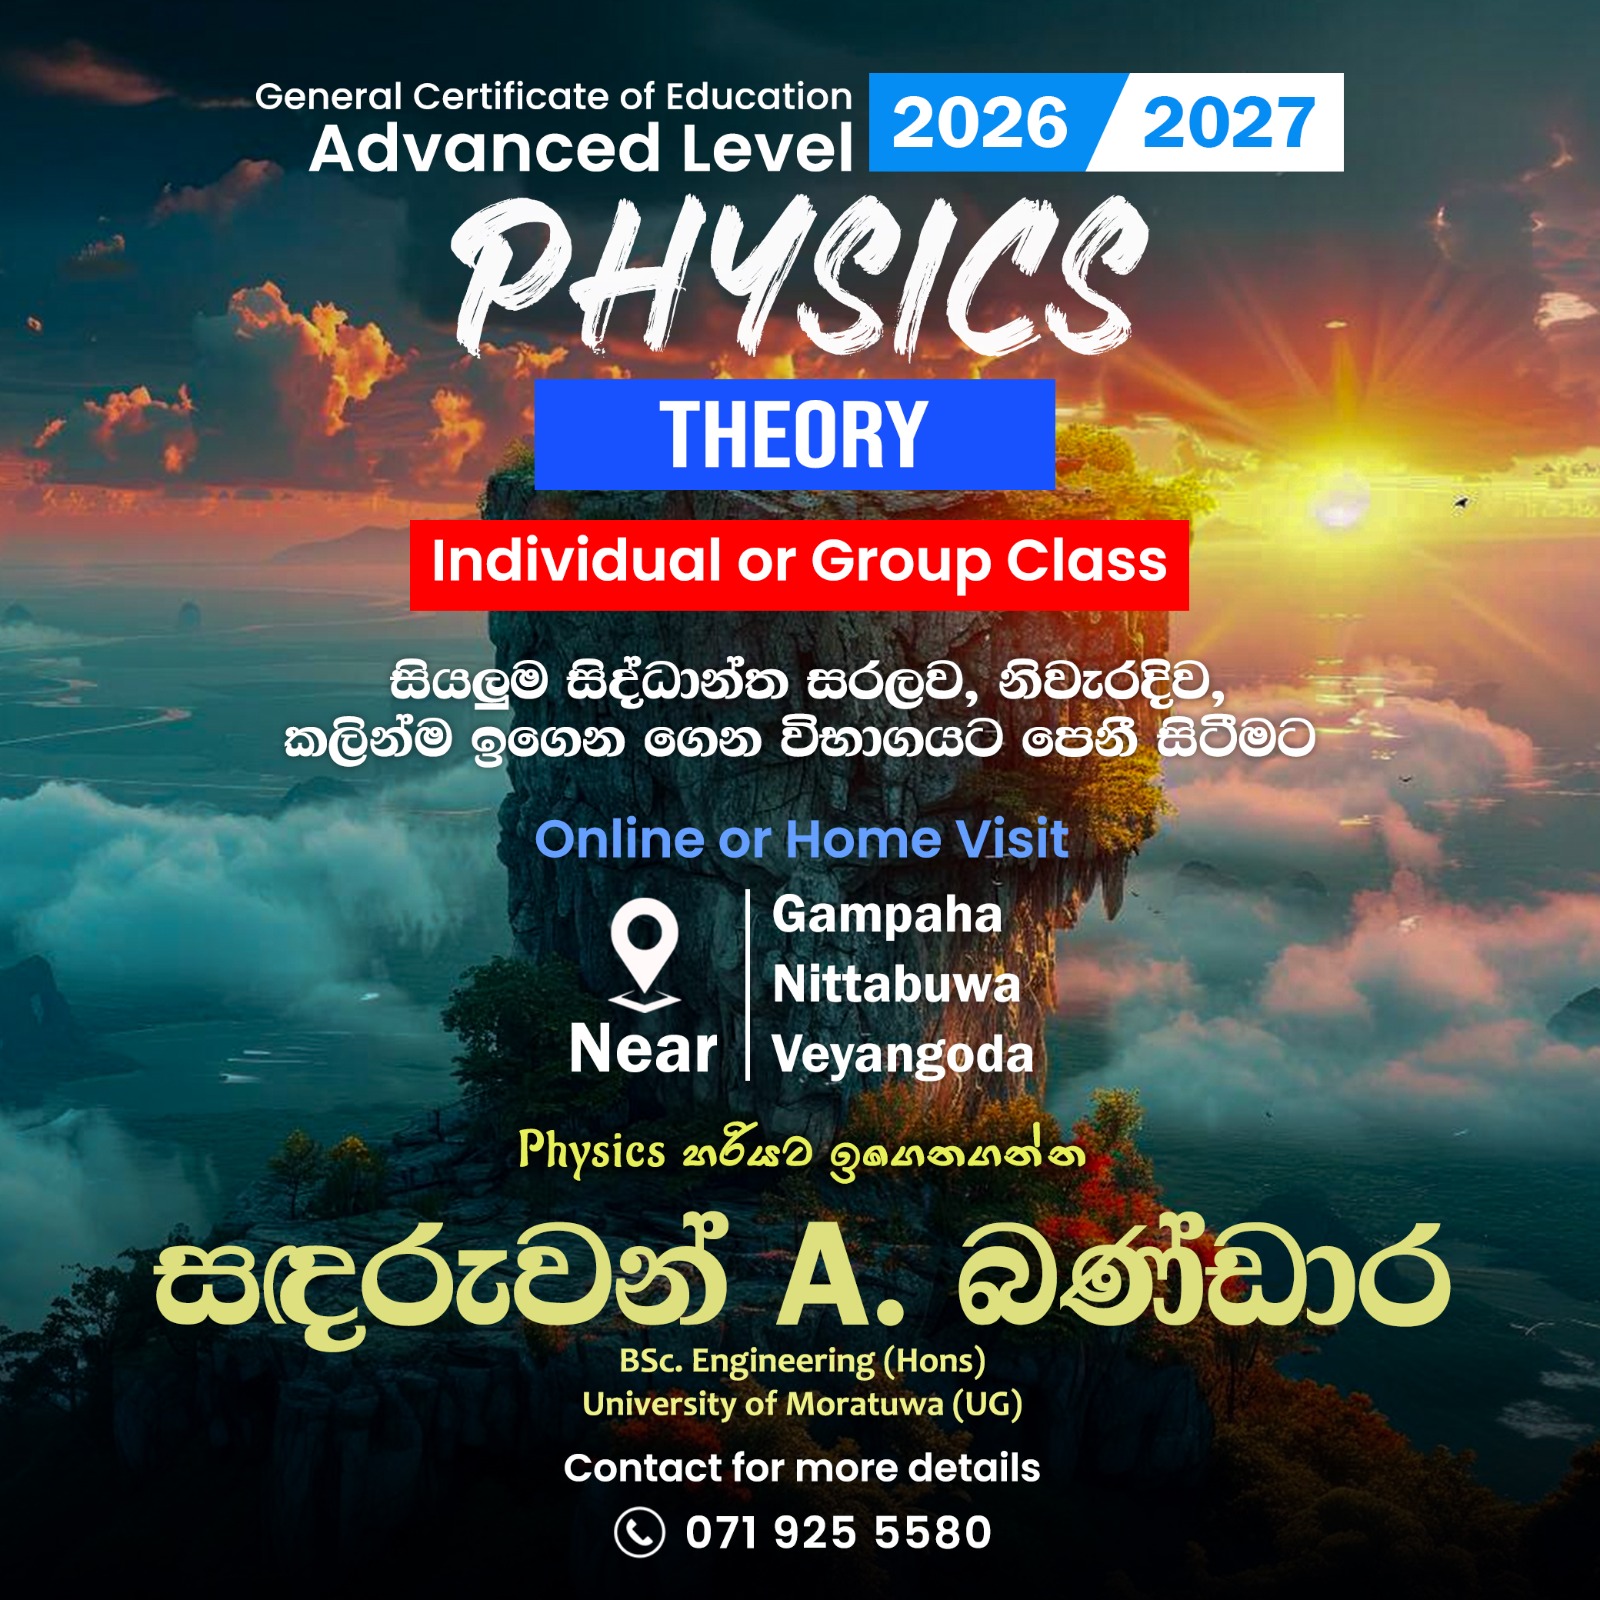 General Certificate of Education
Advanced Level
2026 2027
PHYSICS
THEORY
Individual or Group Class
සියලුම සිද්ධාන්ත සරලව, නිවැරදිව,
කලින්ම ඉගෙන ගෙන විභාගයට පෙනී සිටීමට
Online or Home Visit
Near
Gampaha
Nittabuwa
Veyangoda
Physics හරියට ඉගෙනගන්න
සඳරුවන් A. බණ්ඩාර
BSc. Engineering (Hons)
University of Moratuwa (UG)
Contact for more details
071 925 5580